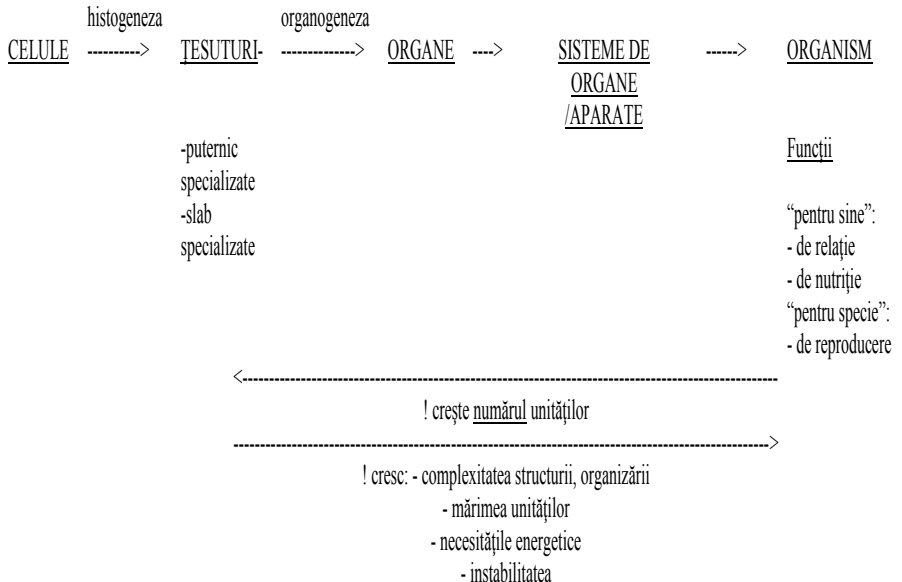 histogeneza organogeneza
CELULE ----------> ŢESUTURI- --------------> ORGANE ----> SISTEME DE ------> ORGANISM
ORGANE
/APARATE
-puternic Funcţii
specializate
-slab “pentru sine”:
specializate - de relaţie
- de nutriţie
“pentru specie”:
- de reproducere
<--------------------------------------------------------------------------------------------------------
! creşte numărul unităţilor
-------------------------------------------------------------------------------------------------------->
! cresc: - complexitatea structurii, organizării
- mărimea unităţilor
- necesităţile energetice
- instabilitatea